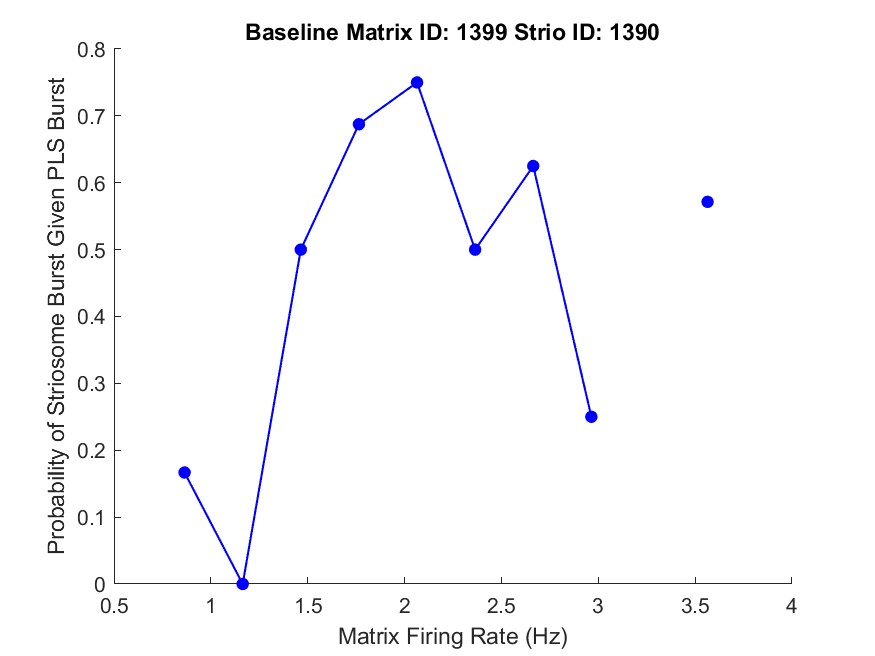 Baseline Matrix ID: 1399 Strio ID: 1390
Probability of Striosome Burst Given PLS Burst
0.8
0.7
0.6
0.5
0.4
0.3
0.2
0.1
0
0.5 1 1.5 2 2.5 3 3.5 4
Matrix Firing Rate (Hz)